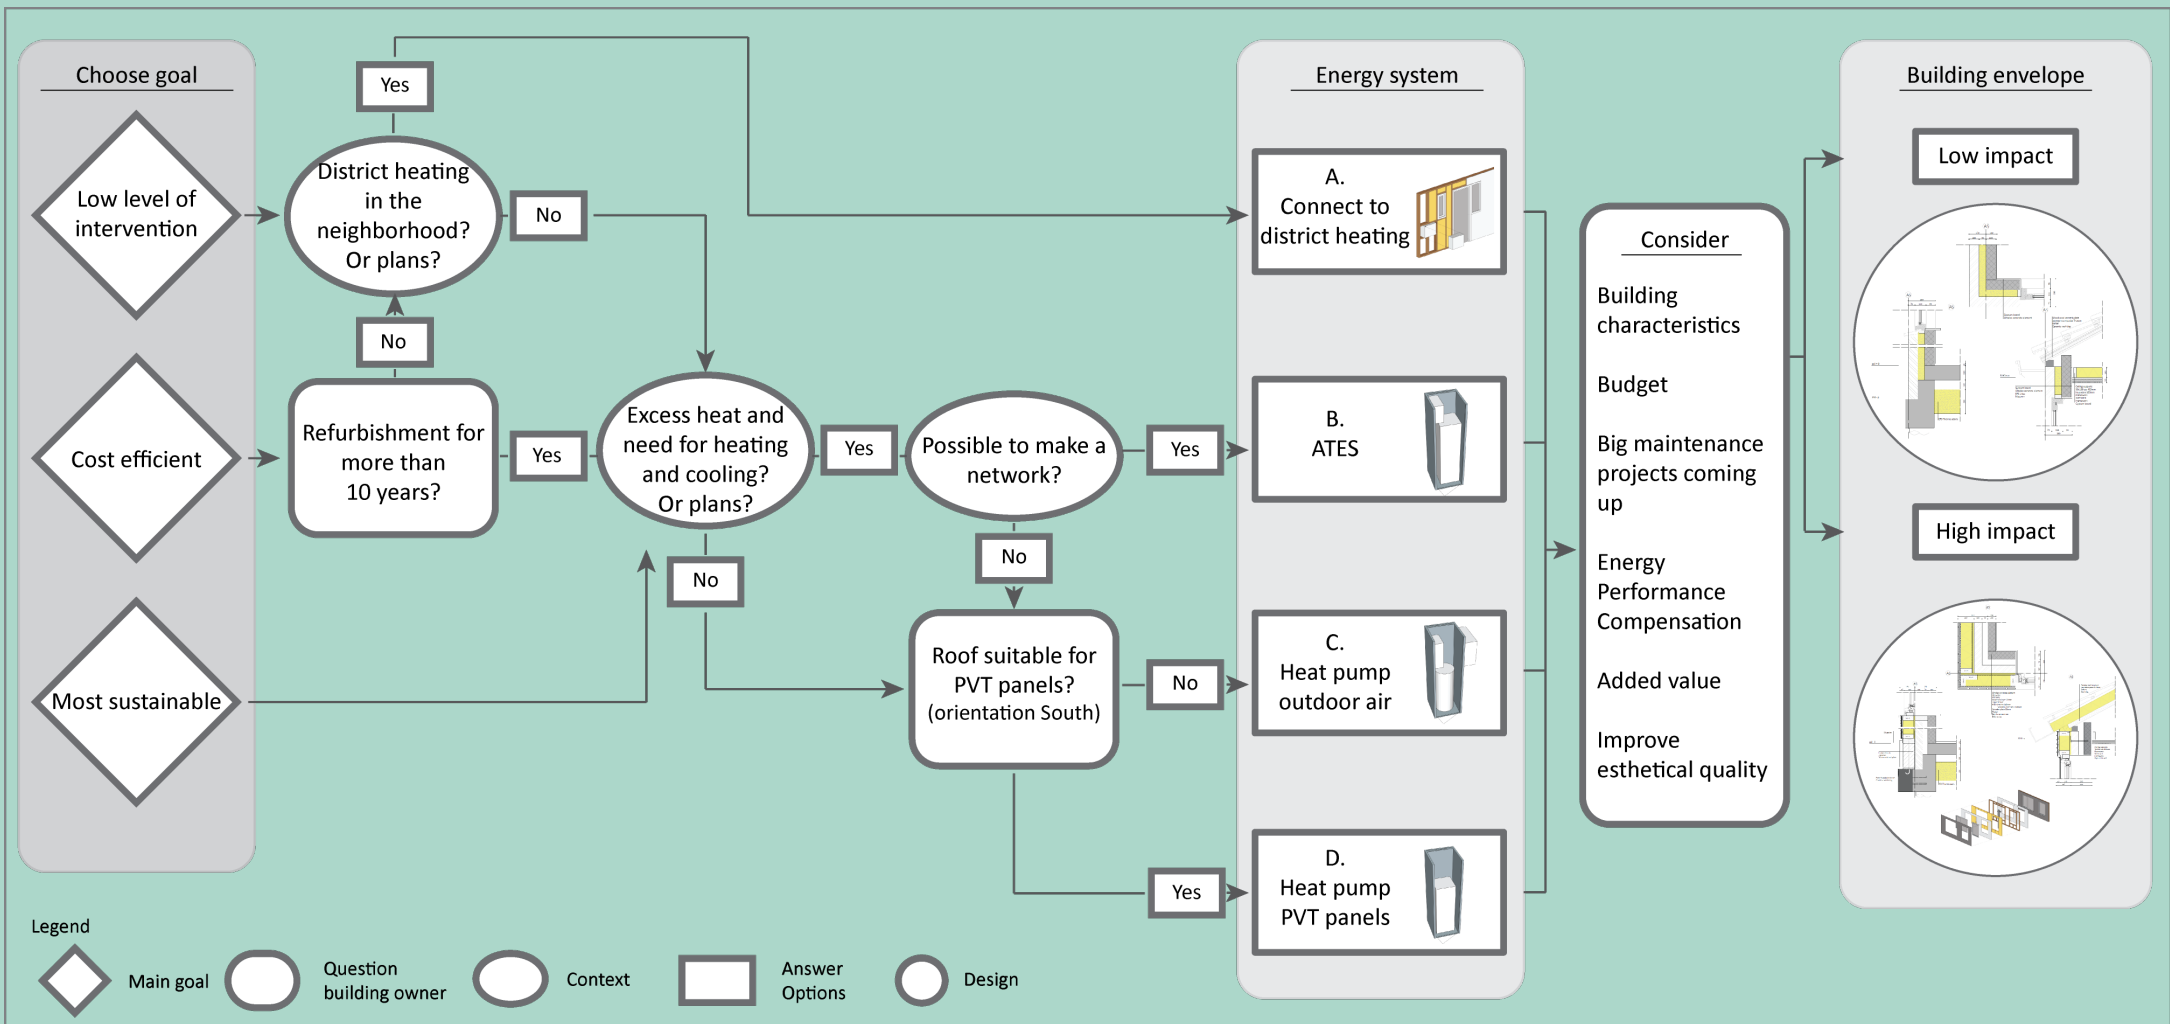 Choose goal
Low level of
intervention
Cost efficient
Most sustainable
Yes
District heating
in the
neighborhood?
Or plans?
No
No
Refurbishment for
more than
10 years?
Yes
Excess heat and
need for heating
and cooling?
Or plans?
Yes
No
Possible to make a
network?
Yes
No
Roof suitable for
PVT panels?
(orientation South)
No
Yes
Energy system
A.
Connect to
district heating
B.
ATES
C.
Heat pump
outdoor air
D.
Heat pump
PVT panels
Consider
Building
characteristics
Budget
Big maintenance
projects coming
up
Energy
Performance
Compensation
Added value
Improve
esthetical quality
Building envelope
Low impact
High impact
Legend
Main goal
Question
building owner
Context
Answer
Options
Design